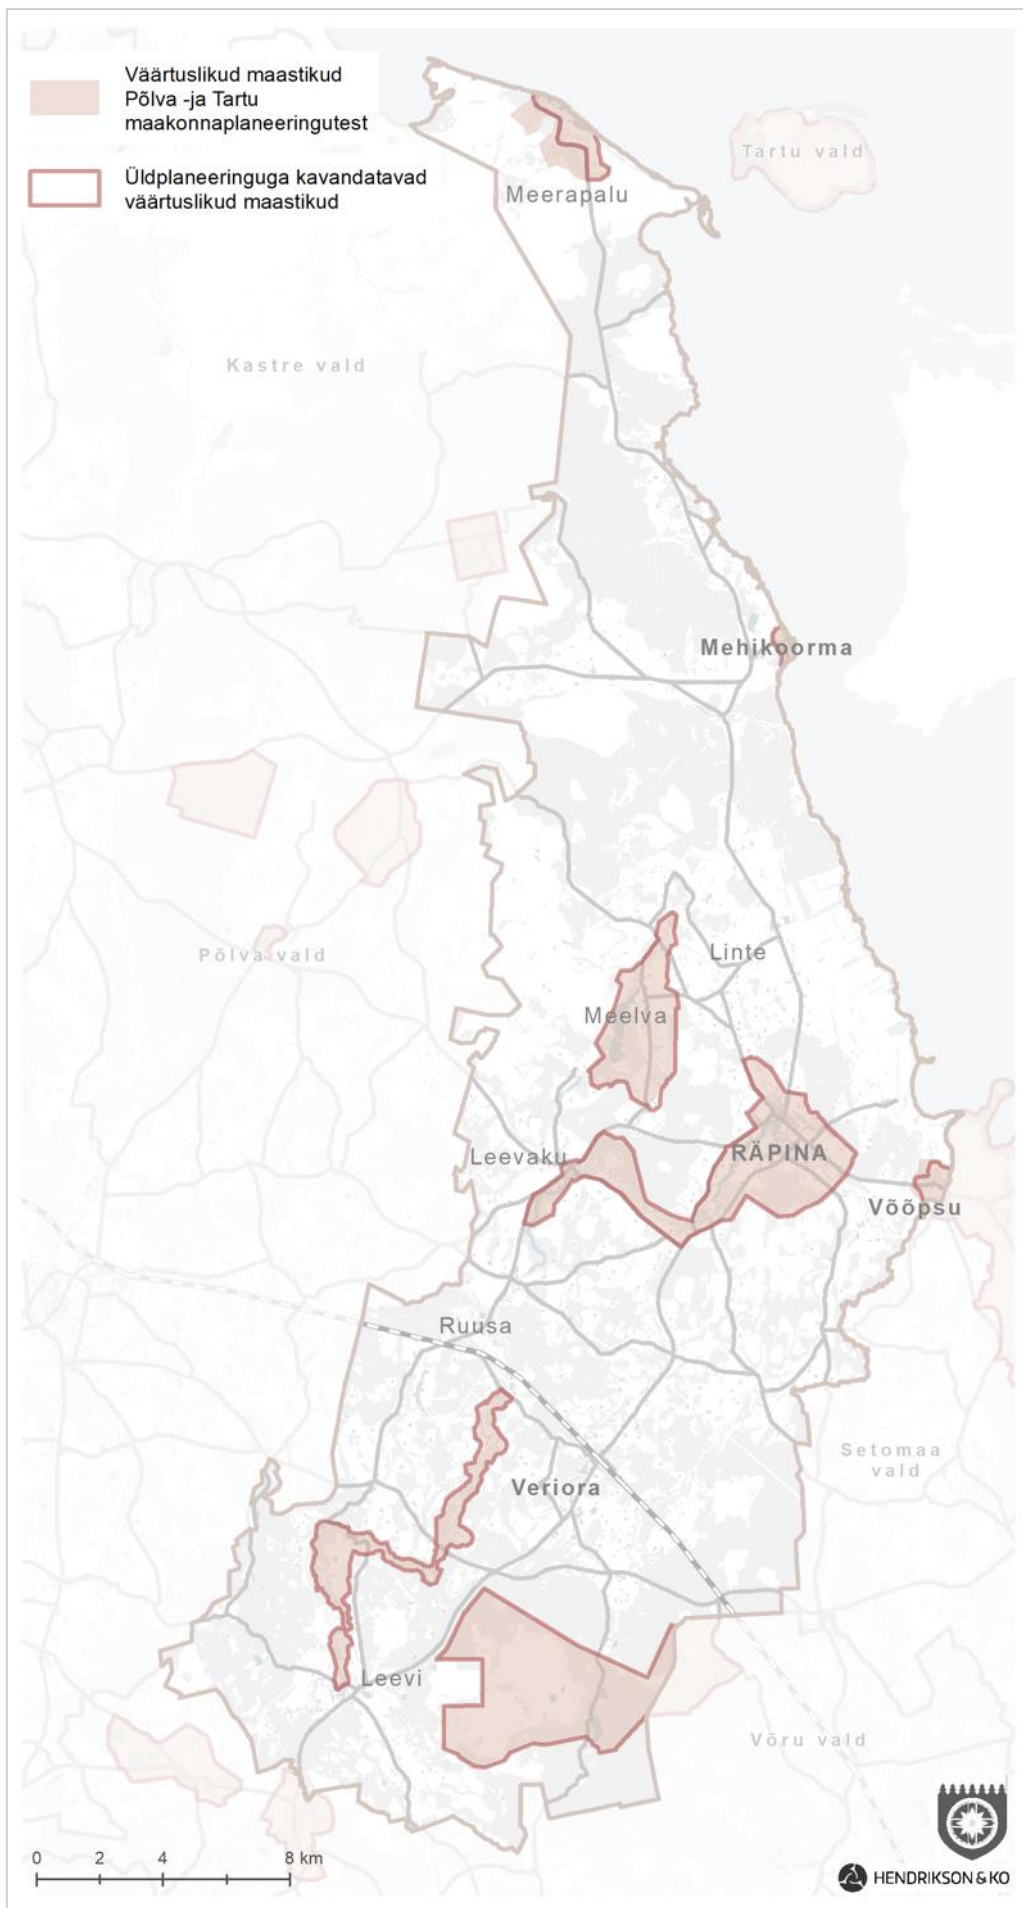 Väärtuslikud maastikud
Põlva -ja Tartu
maakonnaplaneeringutest
Üldplaneeringuga kavandatavad
väärtuslikud maastikud
Tartu vald
Meerapalu
Kastre vald
Mehikoorma
Põlva vald
Linte
Meelva
Leevaku
RÄPINA
Võõpsu
Ruusa
Setomaa
vald
Veriora
Leevi
Võru vald
0 2 4 8 km
HENDRIKSON & KO